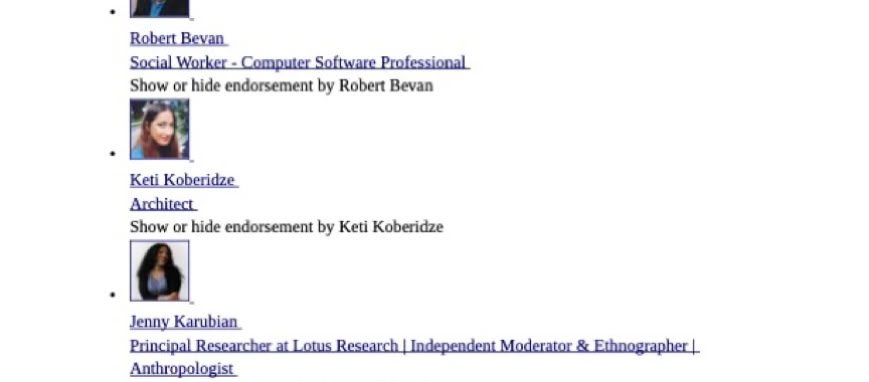 Robert Bevan
Social Worker - Computer Software Professional
Show or hide endorsement by Robert Bevan
Keti Koberidze
Architect
Show or hide endorsement by Keti Koberidze
Jenny Karubian
Principal Researcher at Lotus Research | Independent Moderator & Ethnographer |
Anthropologist